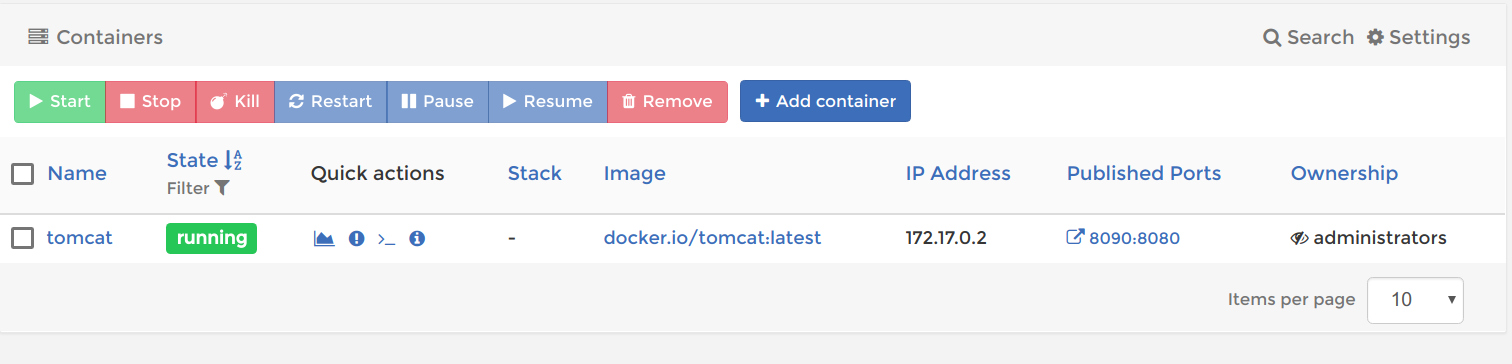 Containers Search Settings
Start Stop Kill Restart Pause Resume Remove + Add container
Name State Filter Quick actions Stack Image IP Address Published Ports Ownership
tomcat running >_ - docker.io/tomcat:latest 172.17.0.2 8090:8080 administrators
Items per page 10